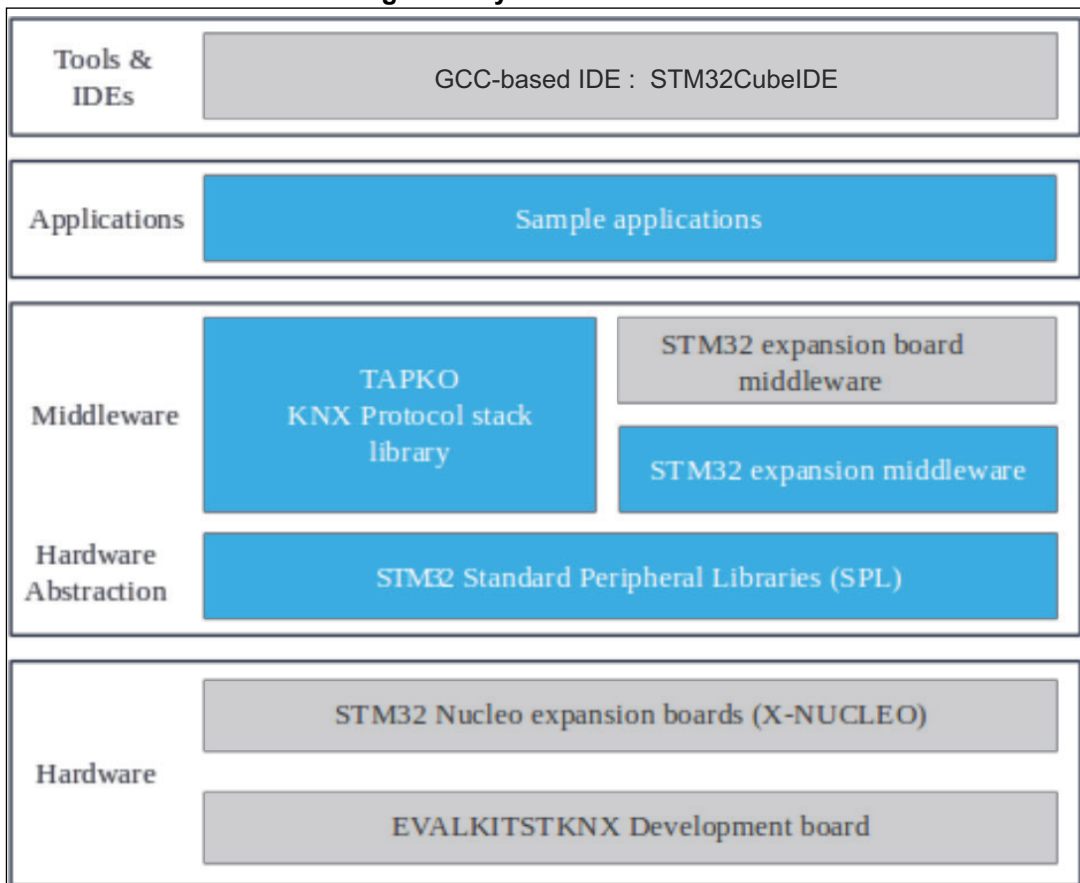 Tools &
IDEs
GCC-based IDE : STM32CubeIDE
Applications
Sample applications
Middleware
TAPKO
KNX Protocol stack
library
STM32 expansion board
middleware
STM32 expansion middleware
Hardware
Abstraction
STM32 Standard Peripheral Libraries (SPL)
Hardware
STM32 Nucleo expansion boards (X-NUCLEO)
EVALKITSTKNX Development board